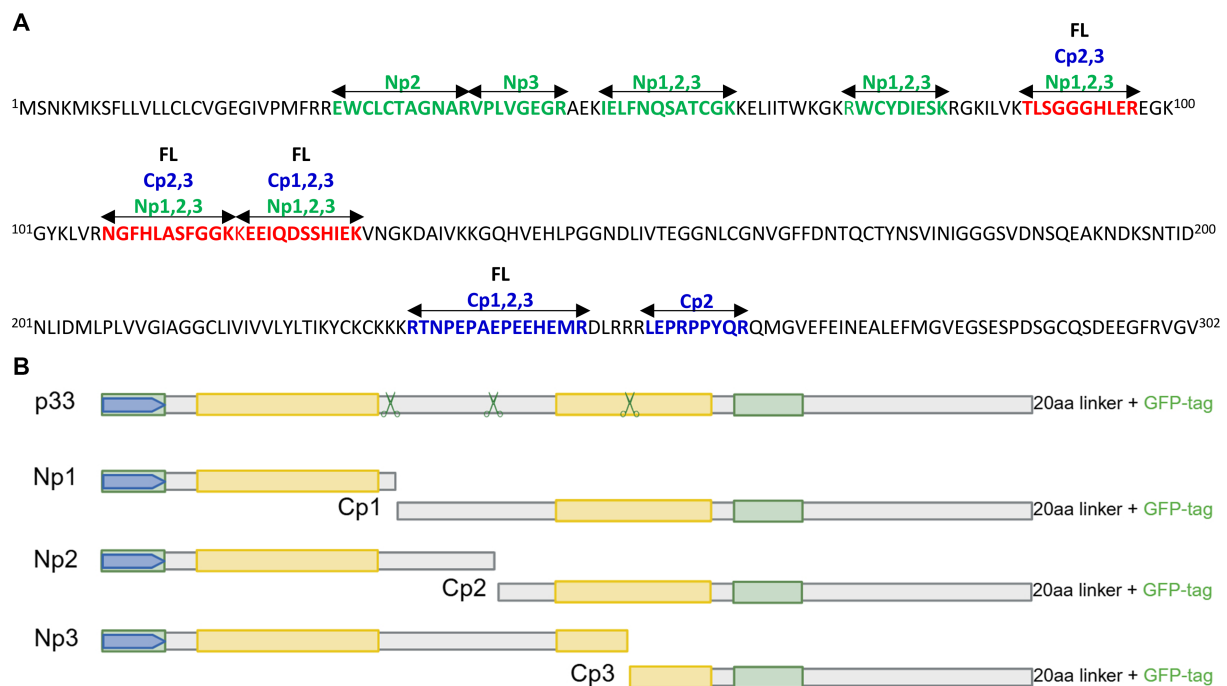 A
FL
Cp2,3
Np2 Np3 Np1,2,3 Np1,2,3 Np1,2,3
1MSNKMKSFLLVLLCLCVGEGIVPMFRREWCLCTAGNARVPLVGEGRAEKIELFNQSATCGKKELIITWKGKRWCYDIESKRGKILVKTLSGGGHLEREGK100
FL FL
Cp2,3 Cp1,2,3
Np1,2,3 Np1,2,3
101GYKLVRNGFHLASFGGKKEEIQDSSHIEKVNGKDAIVKKGQHVEHLPGGNDLIVTEGGNLCGNVGFFDNTQCTYNSVINIGGGSVDNSQEAKNDKSNTID200
FL
Cp1,2,3 Cp2
201NLIDMLPLVVGIAGGCLIVIVVLYLTIKYCKCKKKRTNPEPAEPEEHEMRDLRRRLEPRPPYQRQMGVEFEINEALEFMGVEGSESPDSGCQSDEEGFRVGV302
B
p33 20aa linker + GFP-tag
Np1
Cp1 20aa linker + GFP-tag
Np2
Cp2 20aa linker + GFP-tag
Np3
Cp3 20aa linker + GFP-tag